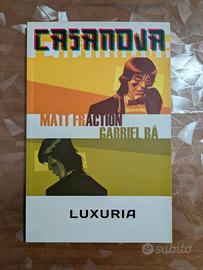 CASANOVA
MATT FRACTION
GABRIEL BÁ
LUXURIA
subito